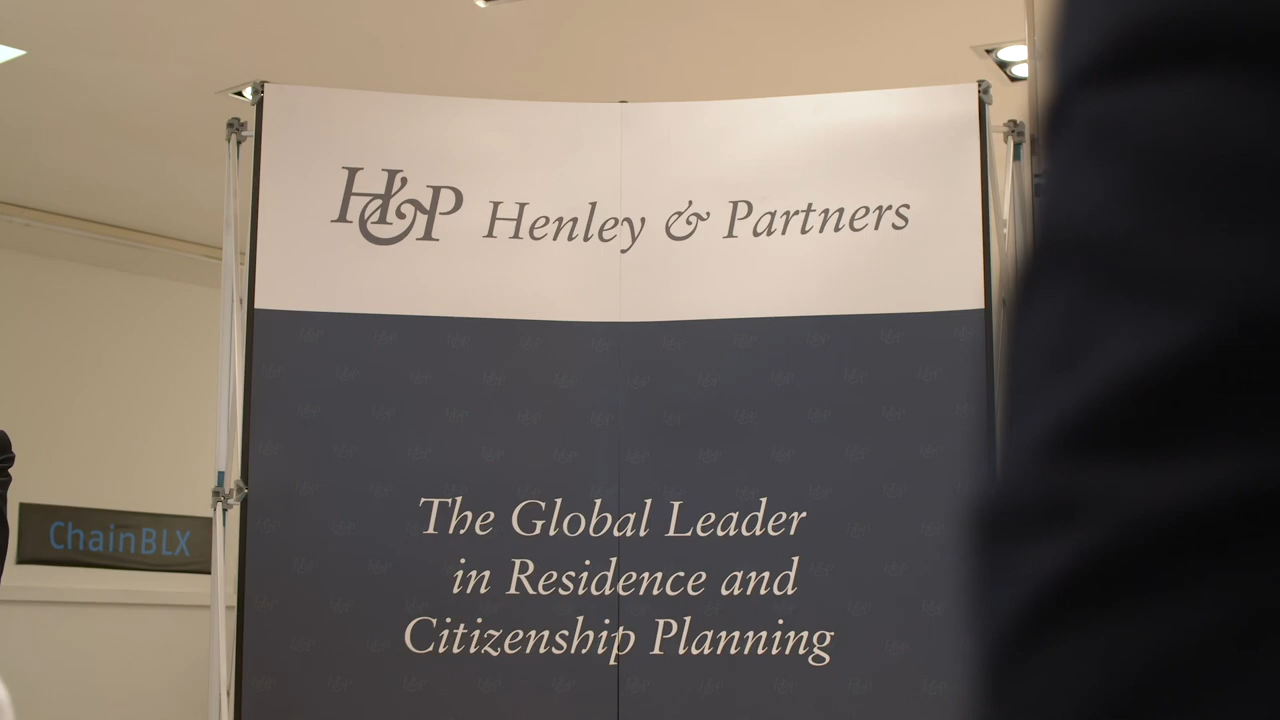 H&P Henley & Partners
The Global Leader
in Residence and
Citizenship Planning
ChainBLX